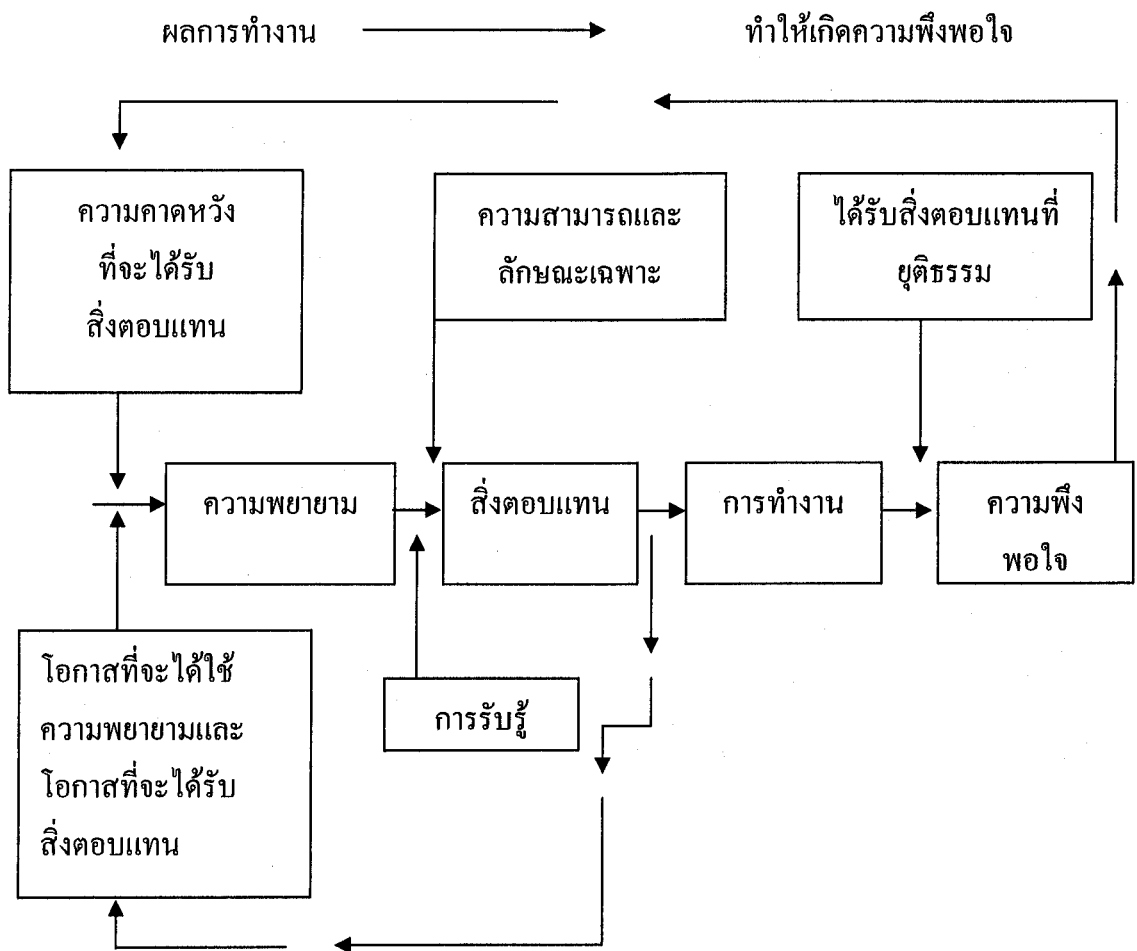 ผลการทำงาน
ทำให้เกิดความพึงพอใจ
ความคาดหวัง
ที่จะได้รับ
สิ่งตอบแทน
ความสามารถและ
ลักษณะเฉพาะ
ได้รับสิ่งตอบแทนที่
ยุติธรรม
ความพยายาม
สิ่งตอบแทน
การทำงาน
ความพึง
พอใจ
โอกาสที่จะได้ใช้
ความพยายามและ
โอกาสที่จะได้รับ
สิ่งตอบแทน
การรับรู้